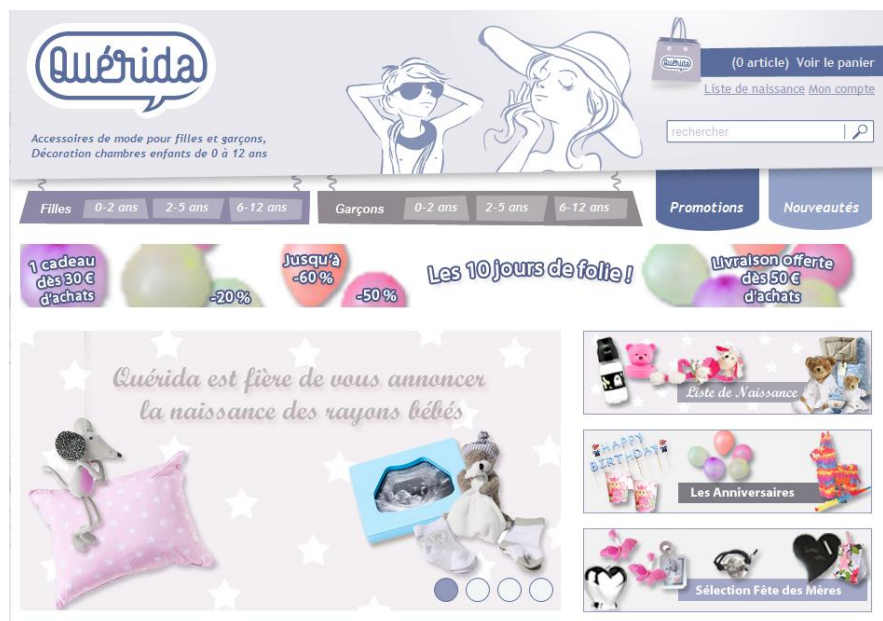 Quérida
Quérida
(0 article) Voir le panier
Liste de naissance Mon compte
rechercher
Accessoires de mode pour filles et garçons,
Décoration chambres enfants de 0 à 12 ans
Filles 0-2 ans 2-5 ans 6-12 ans
Garçons 0-2 ans 2-5 ans 6-12 ans
Promotions
Nouveautés
1 cadeau
dès 30 €
d'achats
-20 %
Jusqu'à
-60 %
-50 %
Les 10 jours de folie !
Livraison offerte
dès 50 €
d'achats
Quérida est fière de vous annoncer
la naissance des rayons bébés
Liste de Naissance
HAPPY
BIRTHDAY
Les Anniversaires
Sélection Fête des Mères